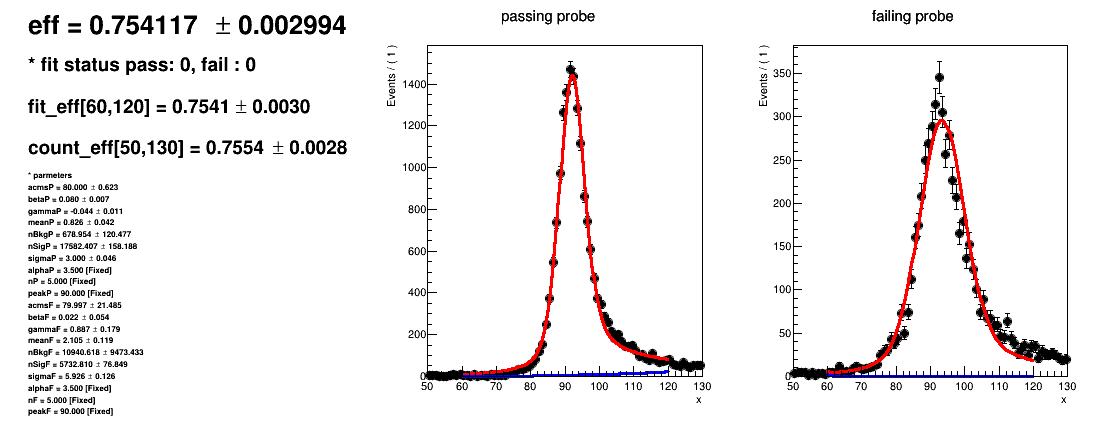 eff = 0.754117 ± 0.002994
* fit status pass: 0, fail : 0
fit_eff[60,120] = 0.7541 ± 0.0030
count_eff[50,130] = 0.7554 ± 0.0028
* parmeters
acmsP = 80.000 ± 0.623
betaP = 0.080 ± 0.007
gammaP = -0.044 ± 0.011
meanP = 0.826 ± 0.042
nBkgP = 678.954 ± 120.477
nSigP = 17582.407 ± 158.188
sigmaP = 3.000 ± 0.046
alphaP = 3.500 [Fixed]
nP = 5.000 [Fixed]
peakP = 90.000 [Fixed]
acmsF = 79.997 ± 21.485
betaF = 0.022 ± 0.054
gammaF = 0.887 ± 0.179
meanF = 2.105 ± 0.119
nBkgF = 10940.618 ± 9473.433
nSigF = 5732.810 ± 76.849
sigmaF = 5.926 ± 0.126
alphaF = 3.500 [Fixed]
nF = 5.000 [Fixed]
peakF = 90.000 [Fixed]
passing probe
Events / ( 1 )
1400
1200
1000
800
600
400
200
0
50 60 70 80 90 100 110 120 130
x
failing probe
Events / ( 1 )
350
300
250
200
150
100
50
0
50 60 70 80 90 100 110 120 130
x